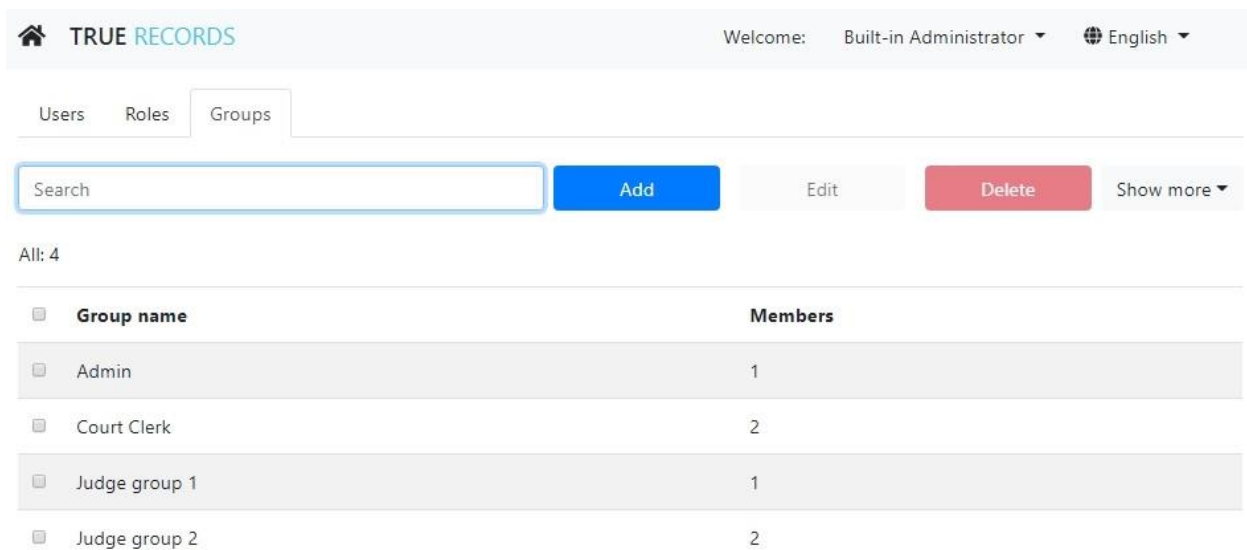 TRUE RECORDS Welcome: Built-in Administrator English
Users Roles Groups
Search Add Edit Delete Show more
All: 4
Group name Members
Admin 1
Court Clerk 2
Judge group 1 1
Judge group 2 2